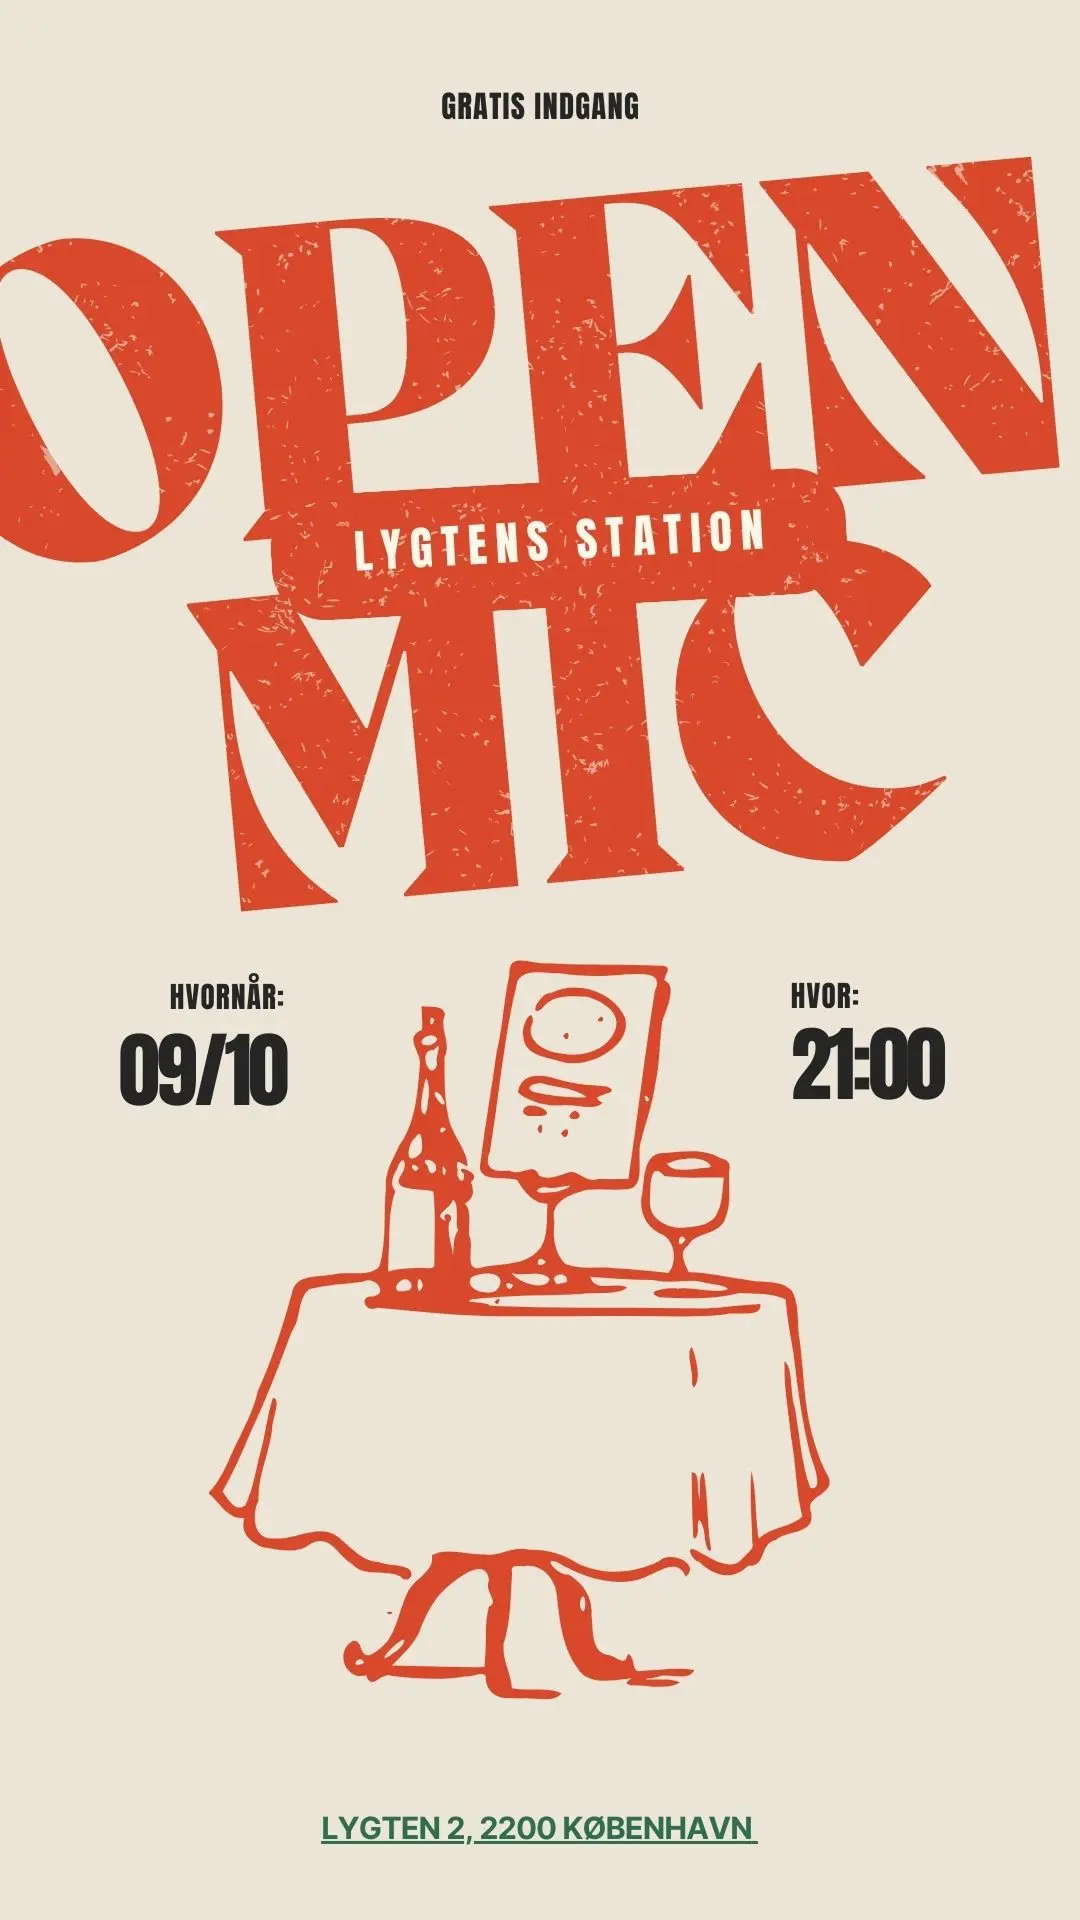 GRATIS INDGANG
OPEN
LYGTENS STATION
MIC
HVORNÅR:
09/10
HVOR:
21:00
LYGTEN 2, 2200 KØBENHAVN